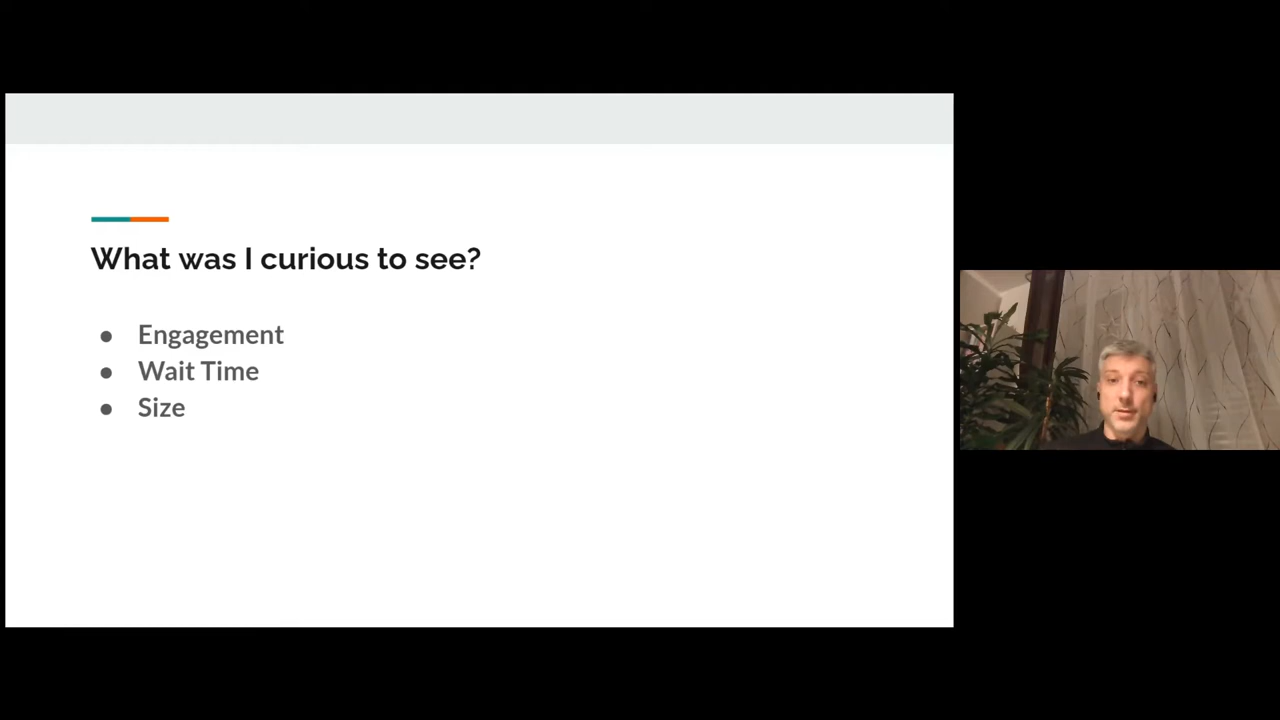 What was I curious to see?
● Engagement
● Wait Time
● Size